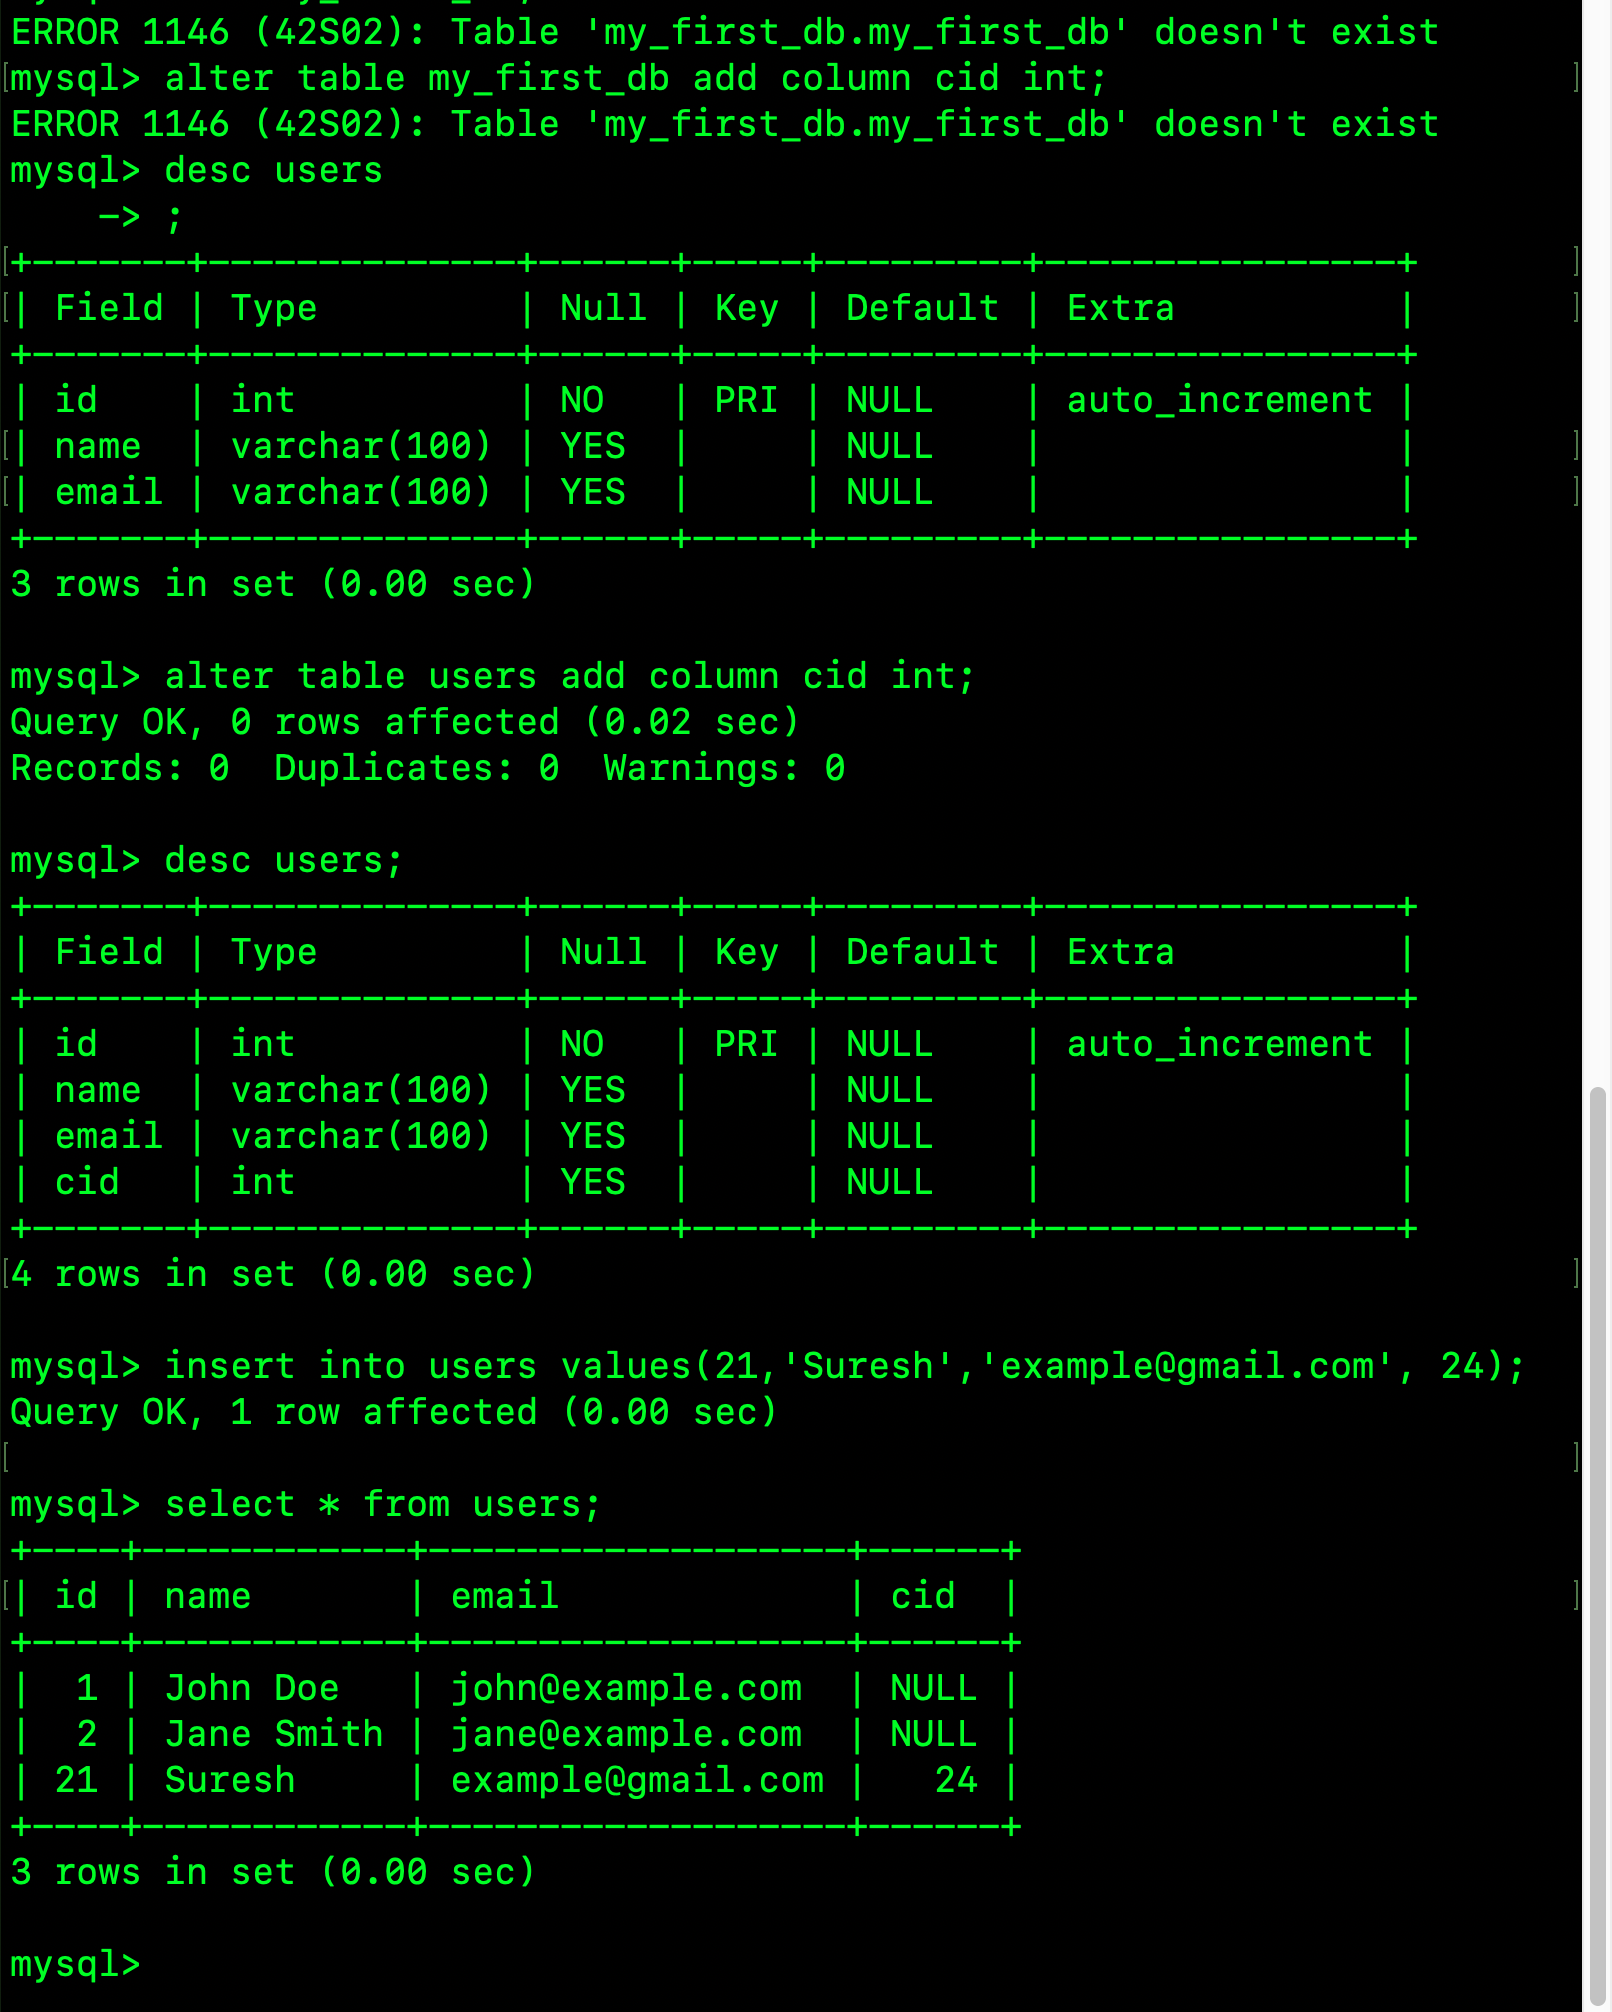 ERROR 1146 (42S02): Table 'my_first_db.my_first_db' doesn't exist
mysql> alter table my_first_db add column cid int;
ERROR 1146 (42S02): Table 'my_first_db.my_first_db' doesn't exist
mysql> desc users
    -> ;
+-------+--------------+------+-----+---------+----------------+
| Field | Type         | Null | Key | Default | Extra          |
+-------+--------------+------+-----+---------+----------------+
| id    | int          | NO   | PRI | NULL    | auto_increment |
| name  | varchar(100) | YES  |     | NULL    |                |
| email | varchar(100) | YES  |     | NULL    |                |
+-------+--------------+------+-----+---------+----------------+
3 rows in set (0.00 sec)
mysql> alter table users add column cid int;
Query OK, 0 rows affected (0.02 sec)
Records: 0  Duplicates: 0  Warnings: 0
mysql> desc users;
+-------+--------------+------+-----+---------+----------------+
| Field | Type         | Null | Key | Default | Extra          |
+-------+--------------+------+-----+---------+----------------+
| id    | int          | NO   | PRI | NULL    | auto_increment |
| name  | varchar(100) | YES  |     | NULL    |                |
| email | varchar(100) | YES  |     | NULL    |                |
| cid   | int          | YES  |     | NULL    |                |
+-------+--------------+------+-----+---------+----------------+
4 rows in set (0.00 sec)
mysql> insert into users values(21,'Suresh','example@gmail.com', 24);
Query OK, 1 row affected (0.00 sec)
mysql> select * from users;
+----+------------+-------------------+------+
| id | name       | email             | cid  |
+----+------------+-------------------+------+
|  1 | John Doe   | john@example.com  | NULL |
|  2 | Jane Smith | jane@example.com  | NULL |
| 21 | Suresh     | example@gmail.com |   24 |
+----+------------+-------------------+------+
3 rows in set (0.00 sec)
mysql>